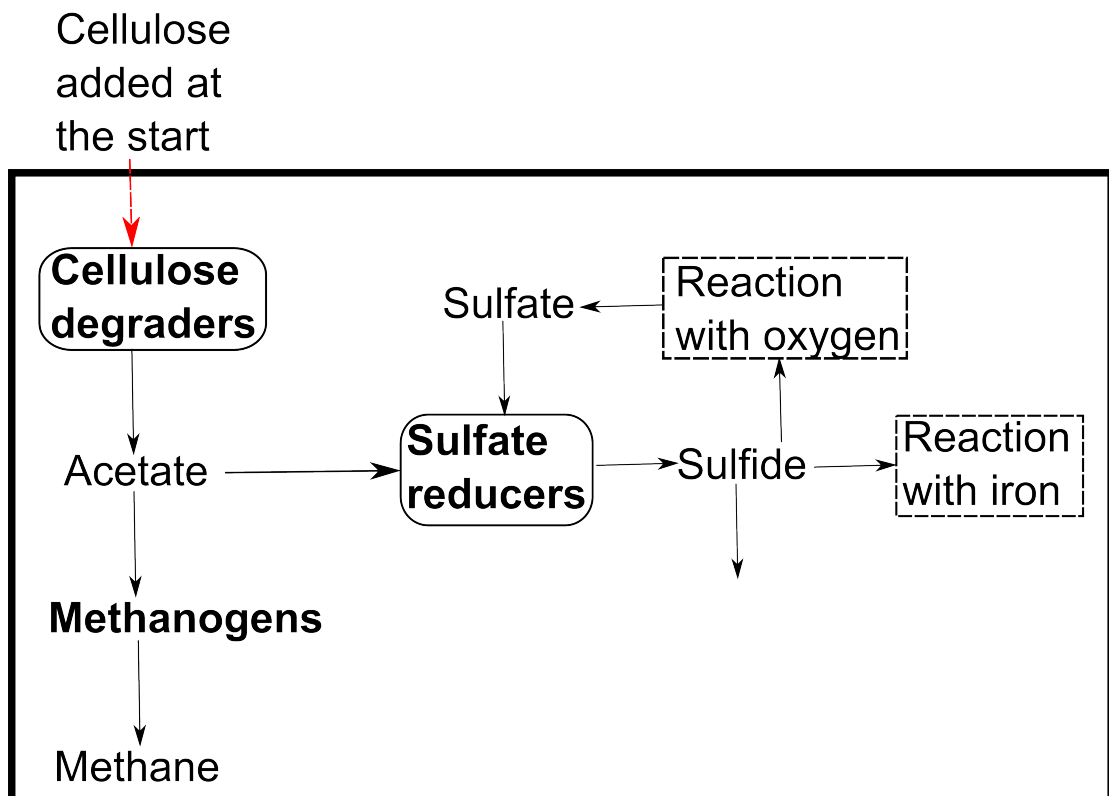 Cellulose
added at
the start
Cellulose
degraders
Sulfate
Reaction
with oxygen
Acetate
Sulfate
reducers
Sulfide
Reaction
with iron
Methanogens
Methane